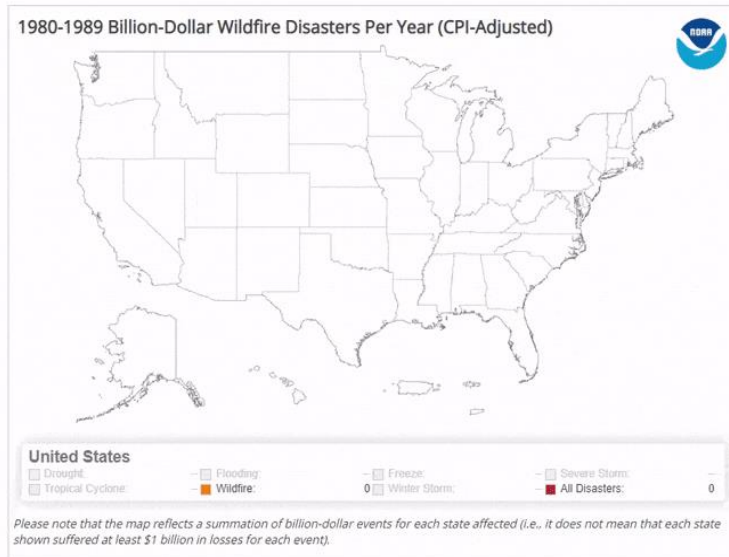 1980-1989 Billion-Dollar Wildfire Disasters Per Year (CPI-Adjusted)
NOAA
United States
Drought: – Flooding: – Freeze: – Severe Storm: –
Tropical Cyclone: – Wildfire: 0 Winter Storm: – All Disasters: 0
Please note that the map reflects a summation of billion-dollar events for each state affected (i.e., it does not mean that each state
shown suffered at least $1 billion in losses for each event).